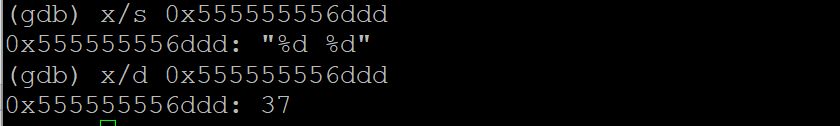 (gdb) x/s 0x555555556ddd
0x555555556ddd: "%d %d"
(gdb) x/d 0x555555556ddd
0x555555556ddd: 37